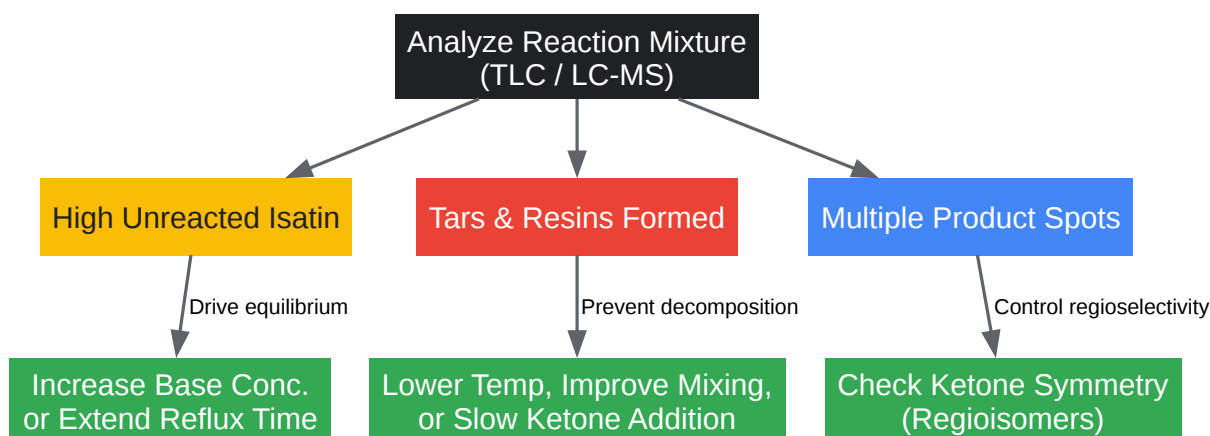 Analyze Reaction Mixture
(TLC / LC-MS)
High Unreacted Isatin
Tars & Resins Formed
Multiple Product Spots
Drive equilibrium
Prevent decomposition
Control regioselectivity
Increase Base Conc.
or Extend Reflux Time
Lower Temp, Improve Mixing,
or Slow Ketone Addition
Check Ketone Symmetry
(Regioisomers)